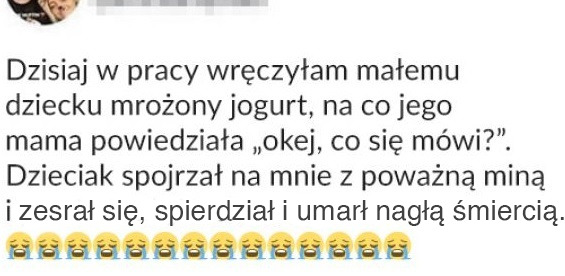 Dzisiaj w pracy wręczyłam małemu
dziecku mrożony jogurt, na co jego
mama powiedziała „okej, co się mówi?”.
Dzieciak spojrzał na mnie z poważną miną
i zesrał się, spierdział i umarł nagłą śmiercią.
😭😭😭😭😭😭😭😭😭😭😭😭😭😭